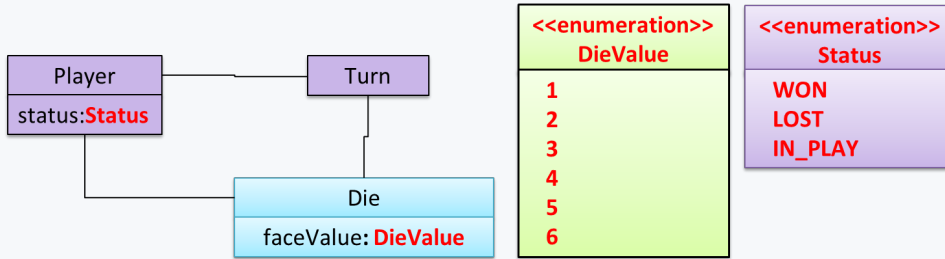 Player
status:Status
Turn
Die
faceValue: DieValue
<<enumeration>>
DieValue
1
2
3
4
5
6
<<enumeration>>
Status
WON
LOST
IN_PLAY